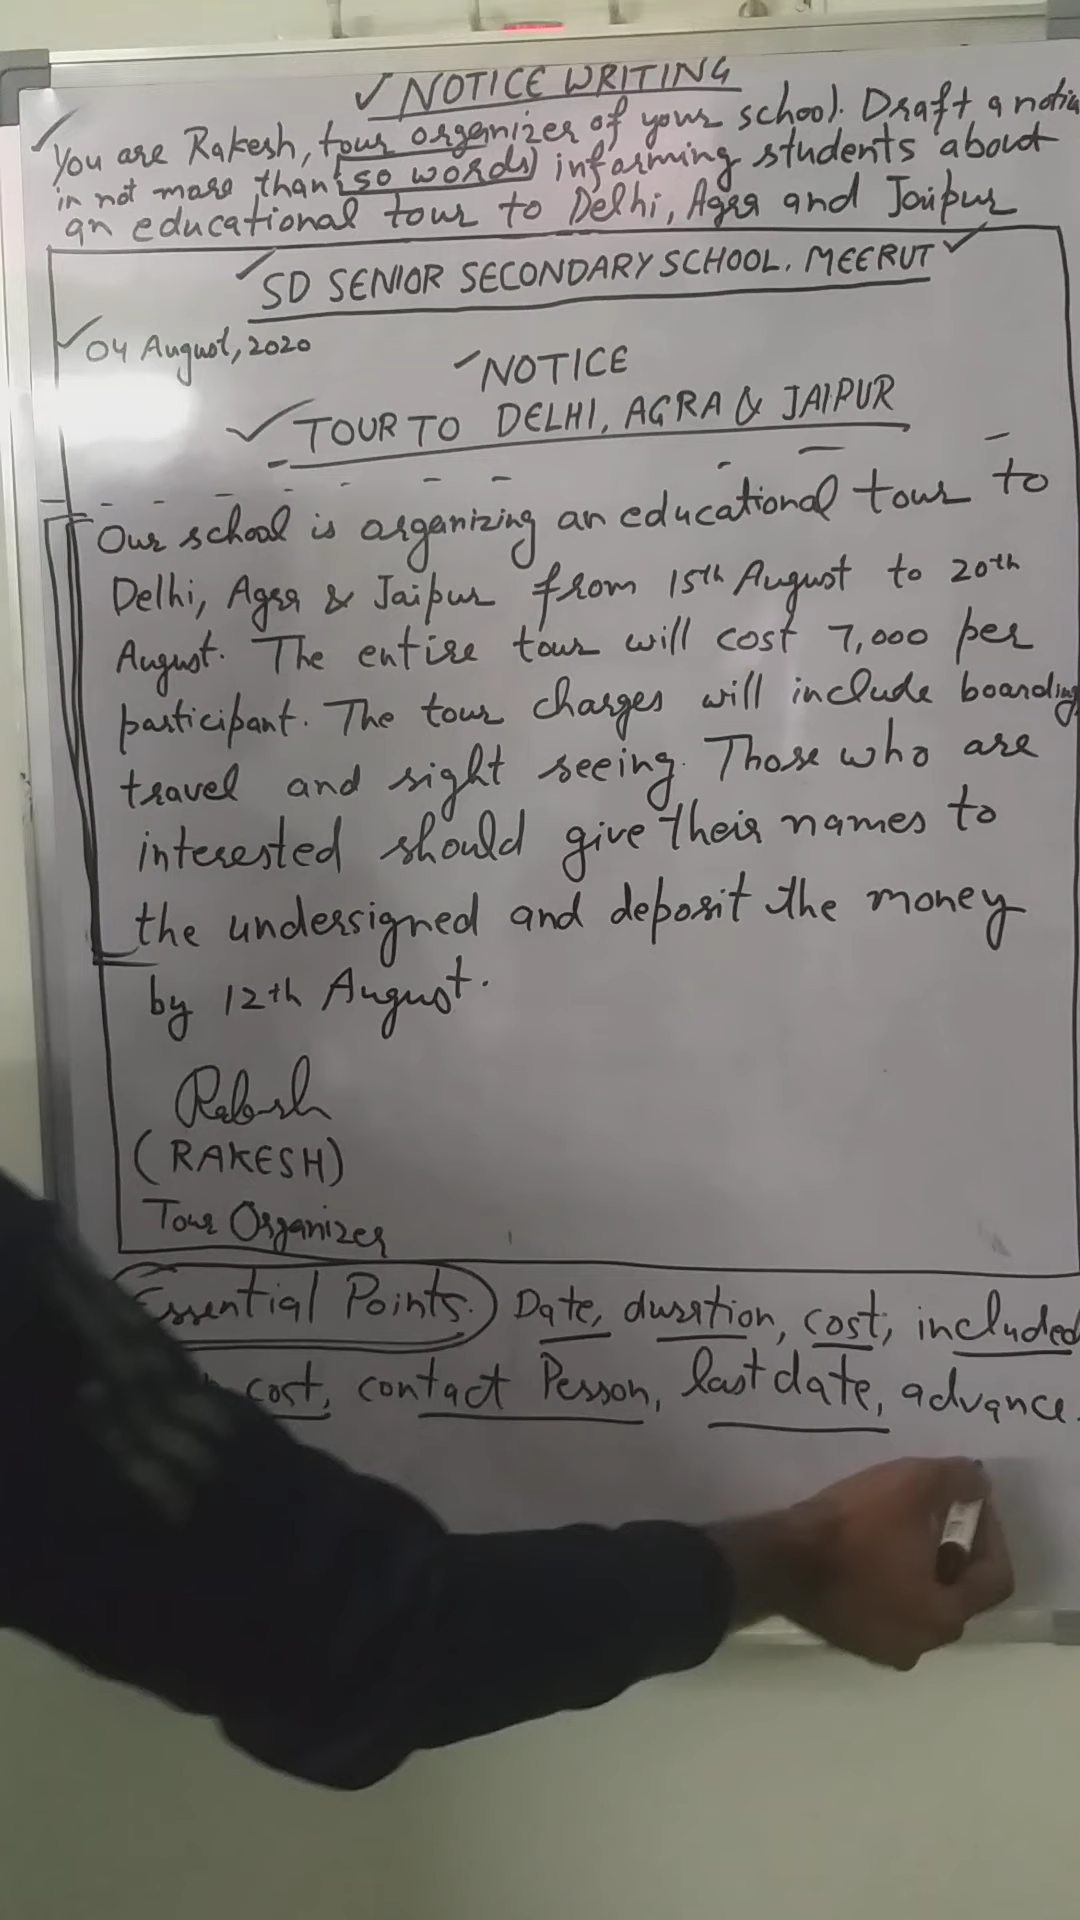 NOTICE WRITING
You are Rakesh, tour organizer of your school. Draft a notice
in not more than (50 words) informing students about
an educational tour to Delhi, Agra and Jaipur
SD SENIOR SECONDARY SCHOOL. MEERUT
04 August, 2020
NOTICE
TOUR TO DELHI, AGRA & JAIPUR
Our school is organizing an educational tour to
Delhi, Agra & Jaipur from 15th August to 20th
August. The entire tour will cost 7,000 per
participant. The tour charges will include boarding,
travel and sight seeing. Those who are
interested should give their names to
the undersigned and deposit the money
by 12th August.
Rakesh
(RAKESH)
Tour Organizer
Essential Points. Date, duration, cost, included
cost, contact Person, last date, advance.